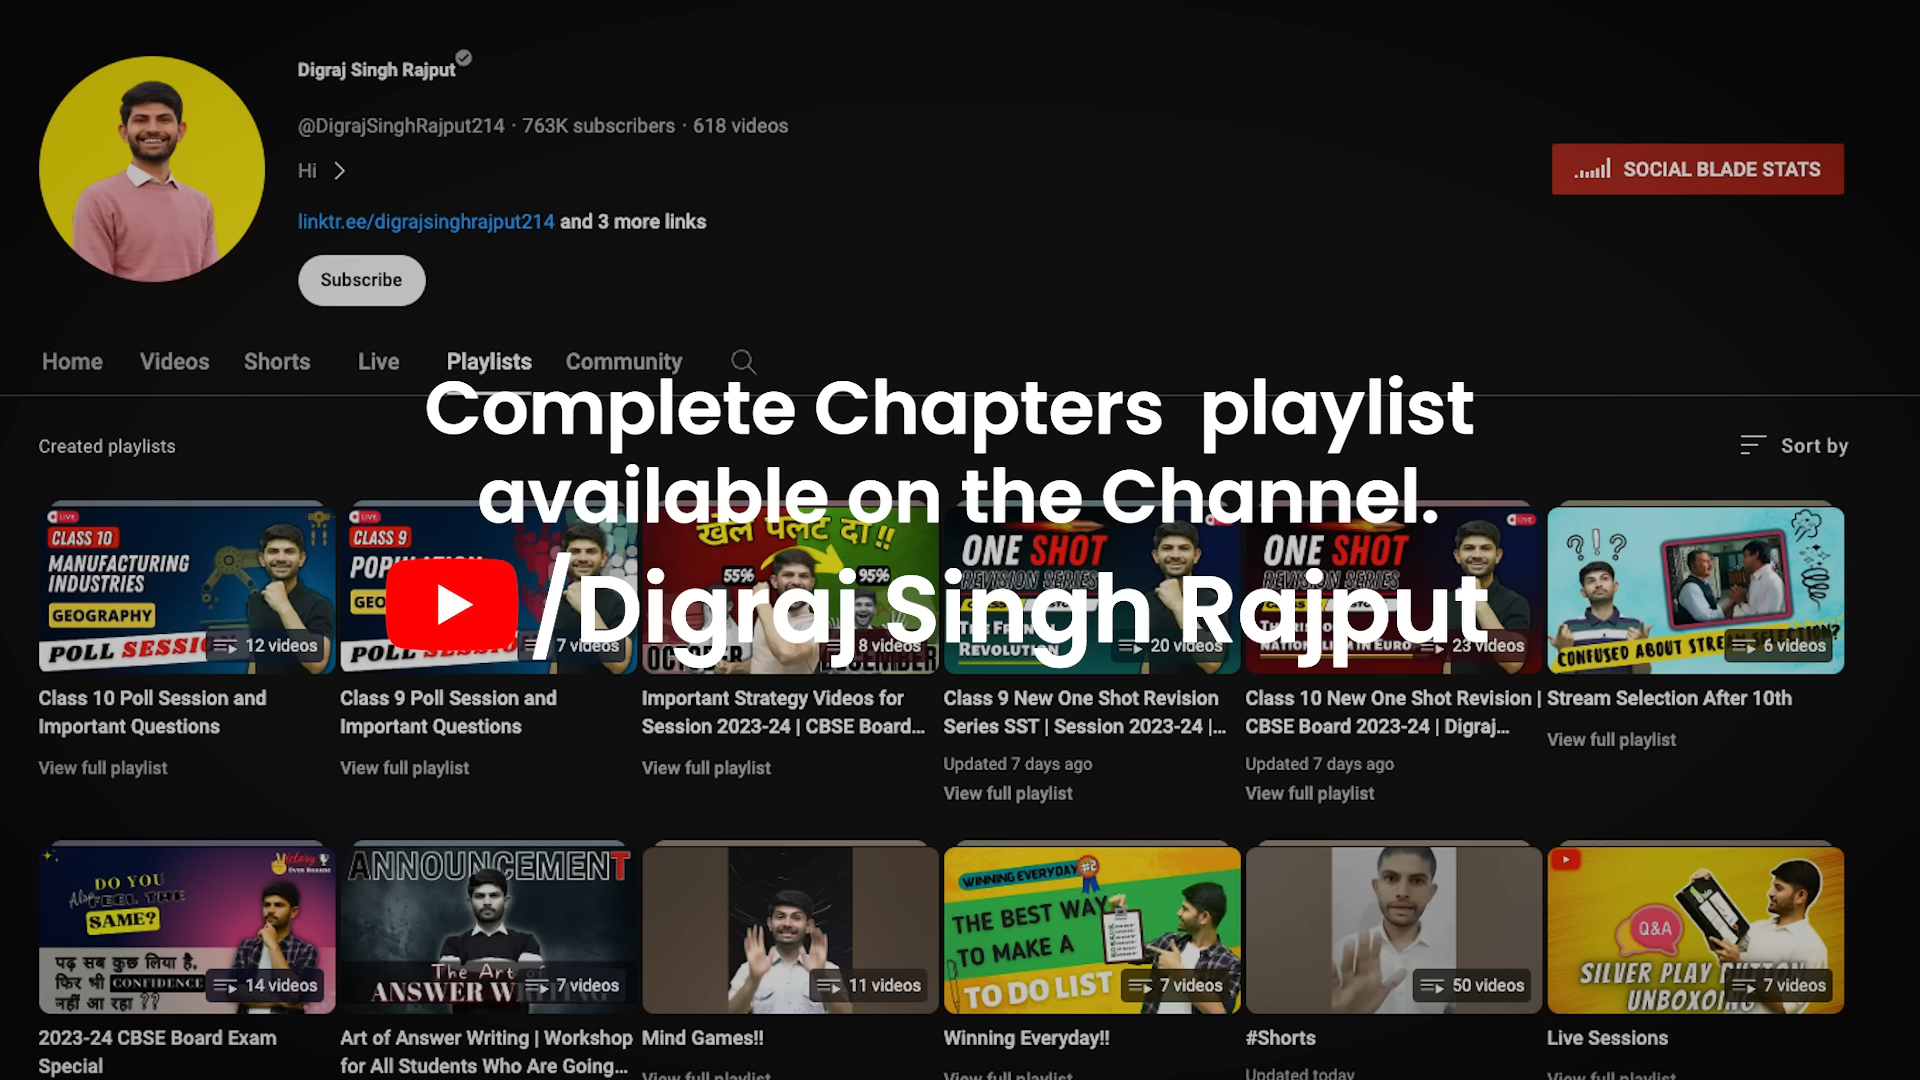 Digraj Singh Rajput
@DigrajSinghRajput214 · 763K subscribers · 618 videos
Hi
linktr.ee/digrajsinghrajput214 and 3 more links
Subscribe
SOCIAL BLADE STATS
Home Videos Shorts Live Playlists Community
Complete Chapters playlist
available on the Channel.
/Digraj Singh Rajput
Created playlists
Sort by
LIVE
CLASS 10
MANUFACTURING
INDUSTRIES
GEOGRAPHY
POLL SESSI
12 videos
Class 10 Poll Session and
Important Questions
View full playlist
LIVE
CLASS 9
GEO
POLL
7 videos
Class 9 Poll Session and
Important Questions
View full playlist
खेल पलट दो!!
55%
95%
OCTOBER
8 videos
Important Strategy Videos for
Session 2023-24 | CBSE Board...
View full playlist
ONE SHOT
REVISION SERIES
REVOLUTION
20 videos
Class 9 New One Shot Revision
Series SST | Session 2023-24 |...
Updated 7 days ago
View full playlist
LIVE
ONE SHOT
REVISION SERIES
NATIONALISM IN EURO
23 videos
Class 10 New One Shot Revision |
CBSE Board 2023-24 | Digraj...
Updated 7 days ago
View full playlist
??!?
CONFUSED ABOUT STRE
6 videos
Stream Selection After 10th
View full playlist
Victory
OVER BOARDS
DO YOU
Also FEEL THE
SAME?
पढ़ सब कुछ लिया है,
फिर भी CONFIDENCE
नहीं आ रहा ??
14 videos
2023-24 CBSE Board Exam
Special
ANNOUNCEMENT
The Art of
ANSWER W
7 videos
Art of Answer Writing | Workshop
for All Students Who Are Going...
11 videos
Mind Games!!
View full playlist
WINNING EVERYDAY #2
THE BEST WAY
TO MAKE A
TO DO LIST
7 videos
Winning Everyday!!
View full playlist
50 videos
#Shorts
Updated today
Q&A
SILVER PLAY BUTTON
UNBOXOING
7 videos
Live Sessions
View full playlist